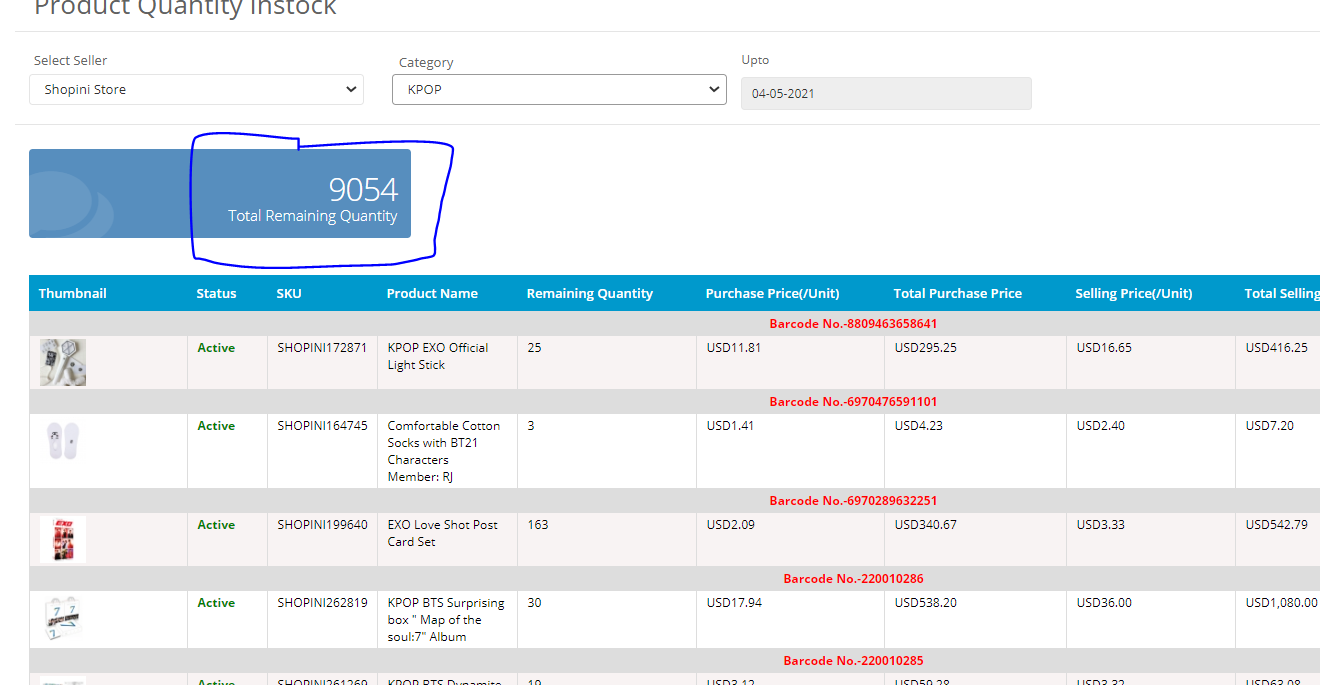 Product Quantity Instock
Select Seller
Category
Upto
Shopini Store
KPOP
04-05-2021
9054
Total Remaining Quantity
Thumbnail Status SKU Product Name Remaining Quantity Purchase Price(/Unit) Total Purchase Price Selling Price(/Unit) Total Selling
Barcode No.-8809463658641
Active SHOPINI172871 KPOP EXO Official 25 USD11.81 USD295.25 USD16.65 USD416.25
Light Stick
Barcode No.-6970476591101
Active SHOPINI164745 Comfortable Cotton 3 USD1.41 USD4.23 USD2.40 USD7.20
Socks with BT21
Characters
Member: RJ
Barcode No.-6970289632251
Active SHOPINI199640 EXO Love Shot Post 163 USD2.09 USD340.67 USD3.33 USD542.79
Card Set
Barcode No.-220010286
Active SHOPINI262819 KPOP BTS Surprising 30 USD17.94 USD538.20 USD36.00 USD1,080.00
box " Map of the
soul:7" Album
Barcode No.-220010285
Active SHOPINI261269 KPOP BTS Dynamite 19 USD3.12 USD59.28 USD3.32 USD63.08